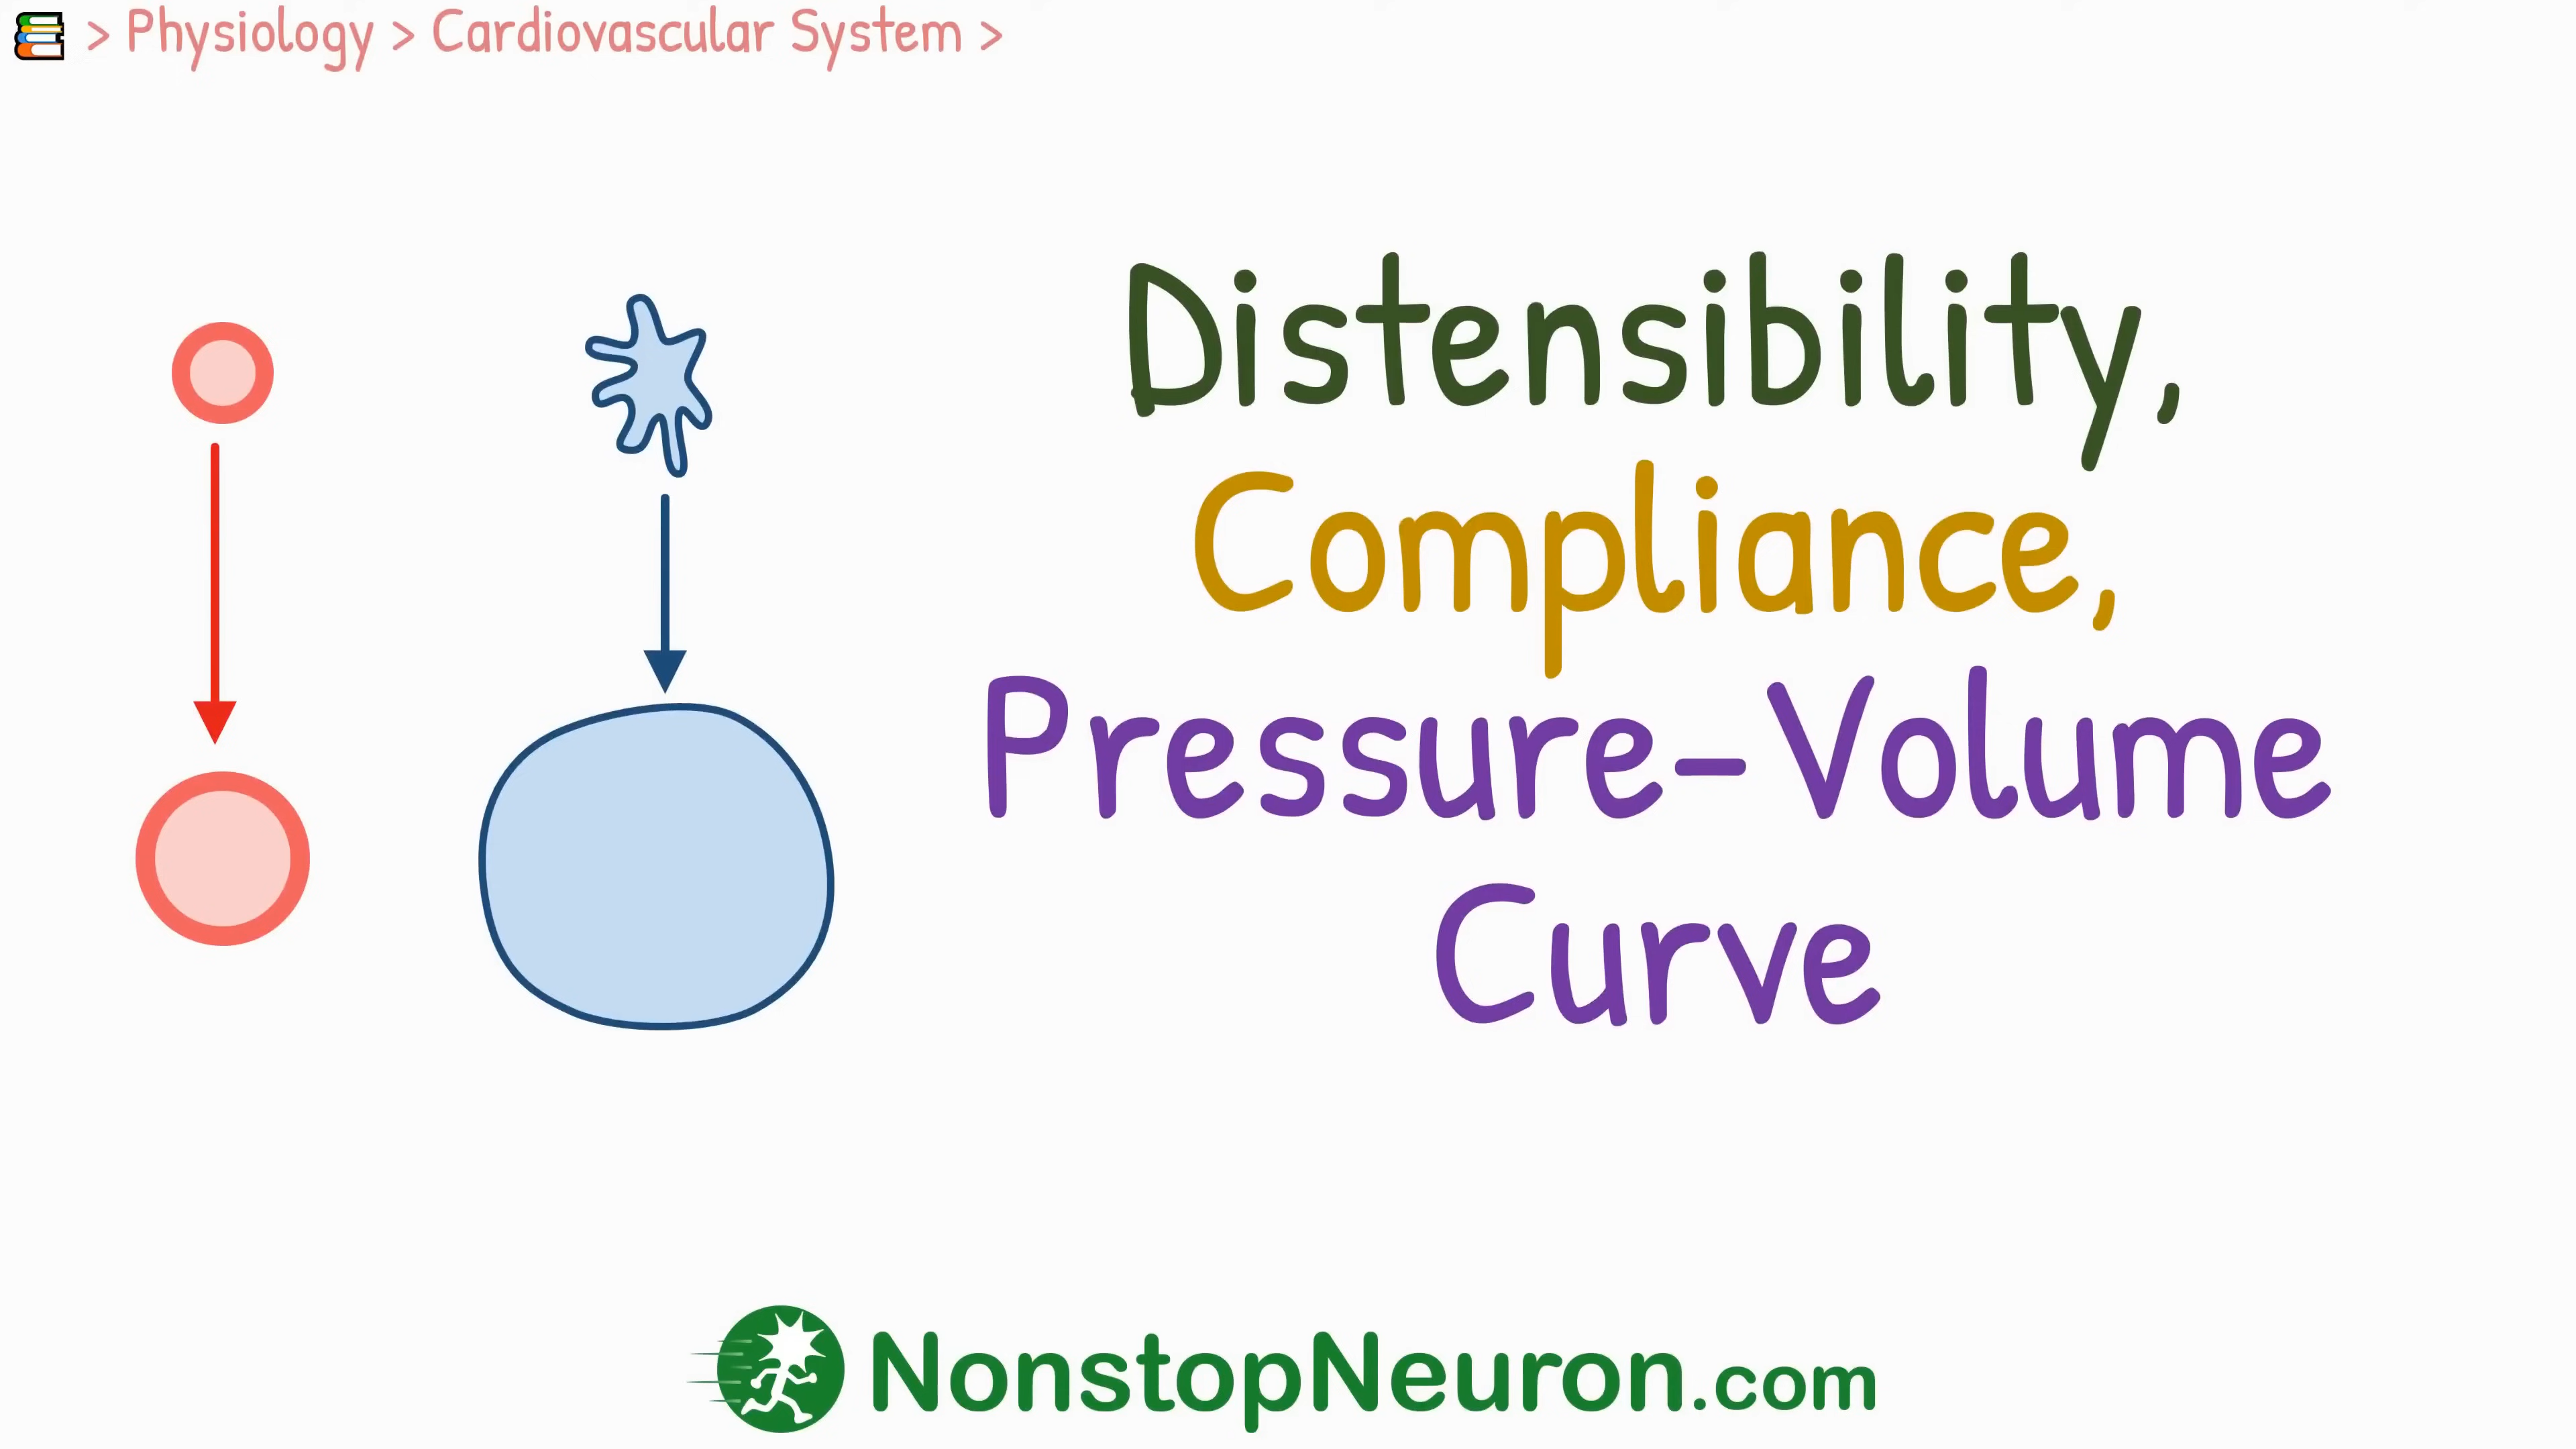 > Physiology > Cardiovascular System >
Distensibility,
Compliance,
Pressure-Volume
Curve
NonstopNeuron.com